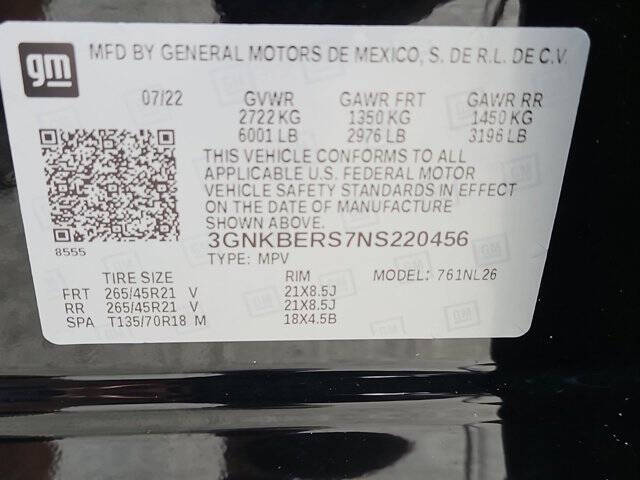 gm MFD BY GENERAL MOTORS DE MEXICO, S. DE R.L. DE C.V.
07/22 GVWR GAWR FRT GAWR RR
2722 KG 1350 KG 1450 KG
6001 LB 2976 LB 3196 LB
THIS VEHICLE CONFORMS TO ALL
APPLICABLE U.S. FEDERAL MOTOR
VEHICLE SAFETY STANDARDS IN EFFECT
ON THE DATE OF MANUFACTURE
SHOWN ABOVE.
8555
3GNKBERS7NS220456
TYPE: MPV
TIRE SIZE RIM MODEL: 761NL26
FRT 265/45R21 V 21X8.5J
RR 265/45R21 V 21X8.5J
SPA T135/70R18 M 18X4.5B